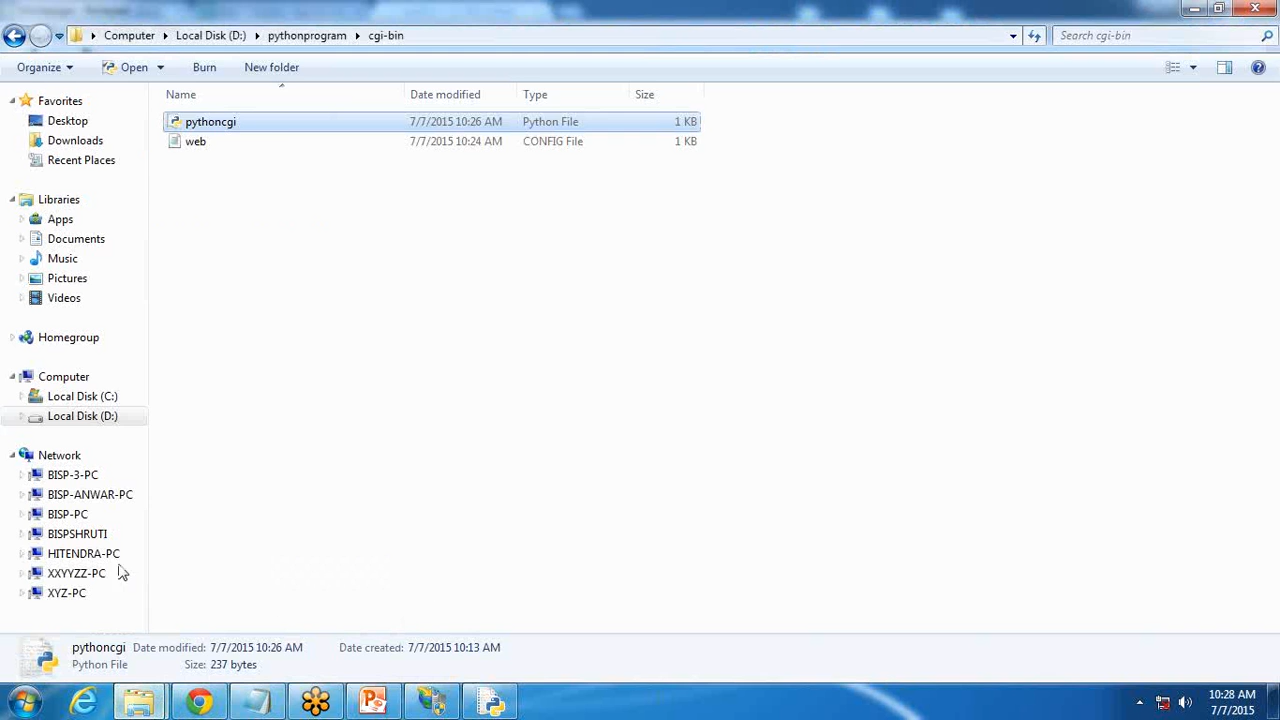 Computer Local Disk (D:) pythonprogram cgi-bin
Search cgi-bin
Organize Open Burn New folder
Name Date modified Type Size
Favorites
Desktop
Downloads
Recent Places
Libraries
Apps
Documents
Music
Pictures
Videos
Homegroup
Computer
Local Disk (C:)
Local Disk (D:)
Network
BISP-3-PC
BISP-ANWAR-PC
BISP-PC
BISPSHRUTI
HITENDRA-PC
XXYYZZ-PC
XYZ-PC
pythoncgi 7/7/2015 10:26 AM Python File 1 KB
web 7/7/2015 10:24 AM CONFIG File 1 KB
pythoncgi Date modified: 7/7/2015 10:26 AM Date created: 7/7/2015 10:13 AM
Python File Size: 237 bytes
10:28 AM
7/7/2015